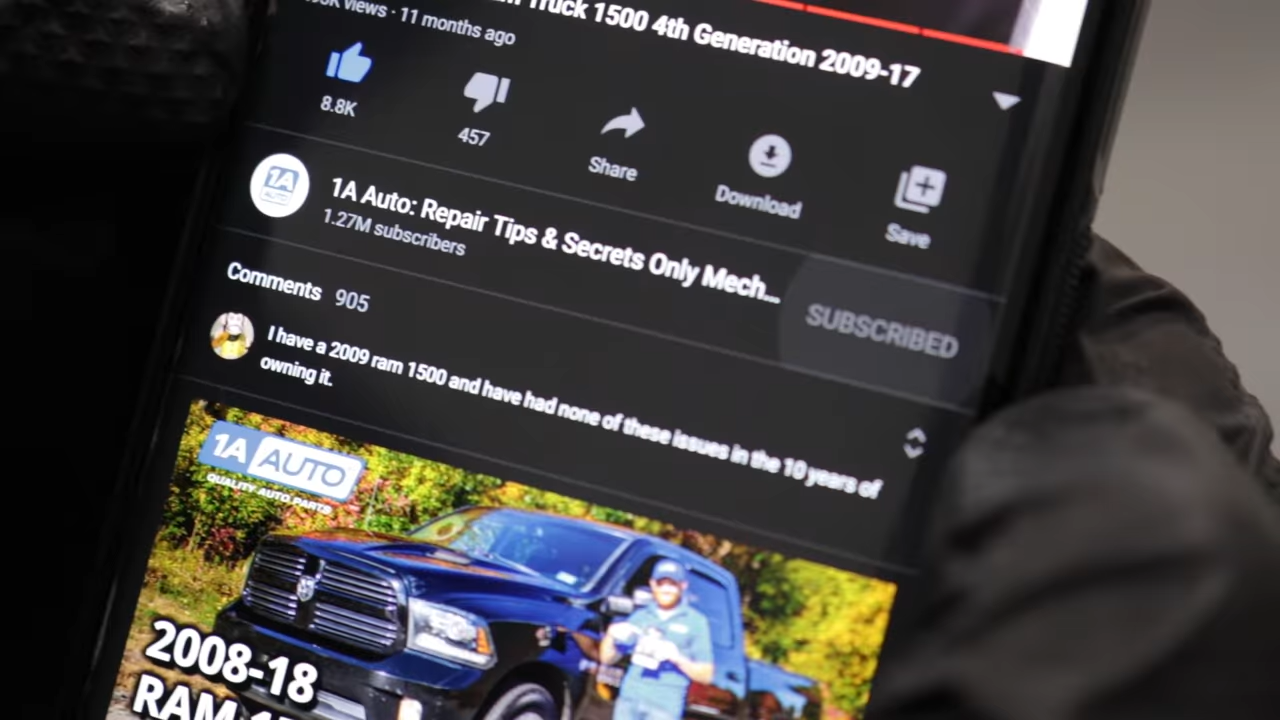 Truck 1500 4th Generation 2009-17
views · 11 months ago
8.8K
457
Share
Download
Save
1A AUTO
1A Auto: Repair Tips & Secrets Only Mech...
1.27M subscribers
SUBSCRIBED
Comments 905
I have a 2009 ram 1500 and have had none of these issues in the 10 years of
owning it.
1A AUTO
QUALITY AUTO PARTS
2008-18
RAM